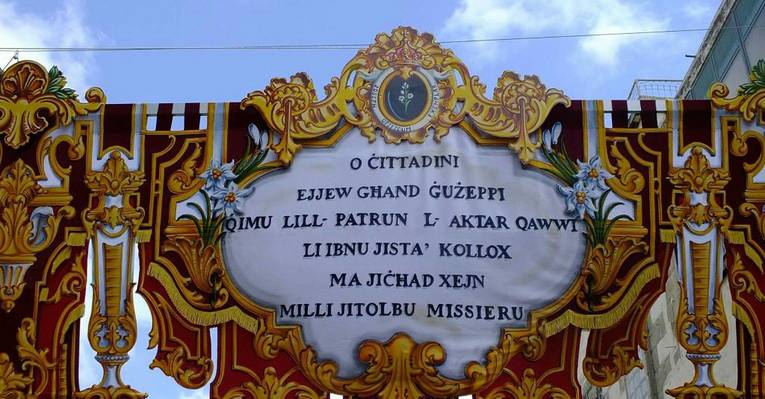 O ĊITTADINI
EJJEW GHAND ĠUŻEPPI
QIMU LILL- PATRUN L- AKTAR QAWWI
LI IBNU JISTA' KOLLOX
MA JIĊHAD XEJN
MILLI JITOLBU MISSIERU